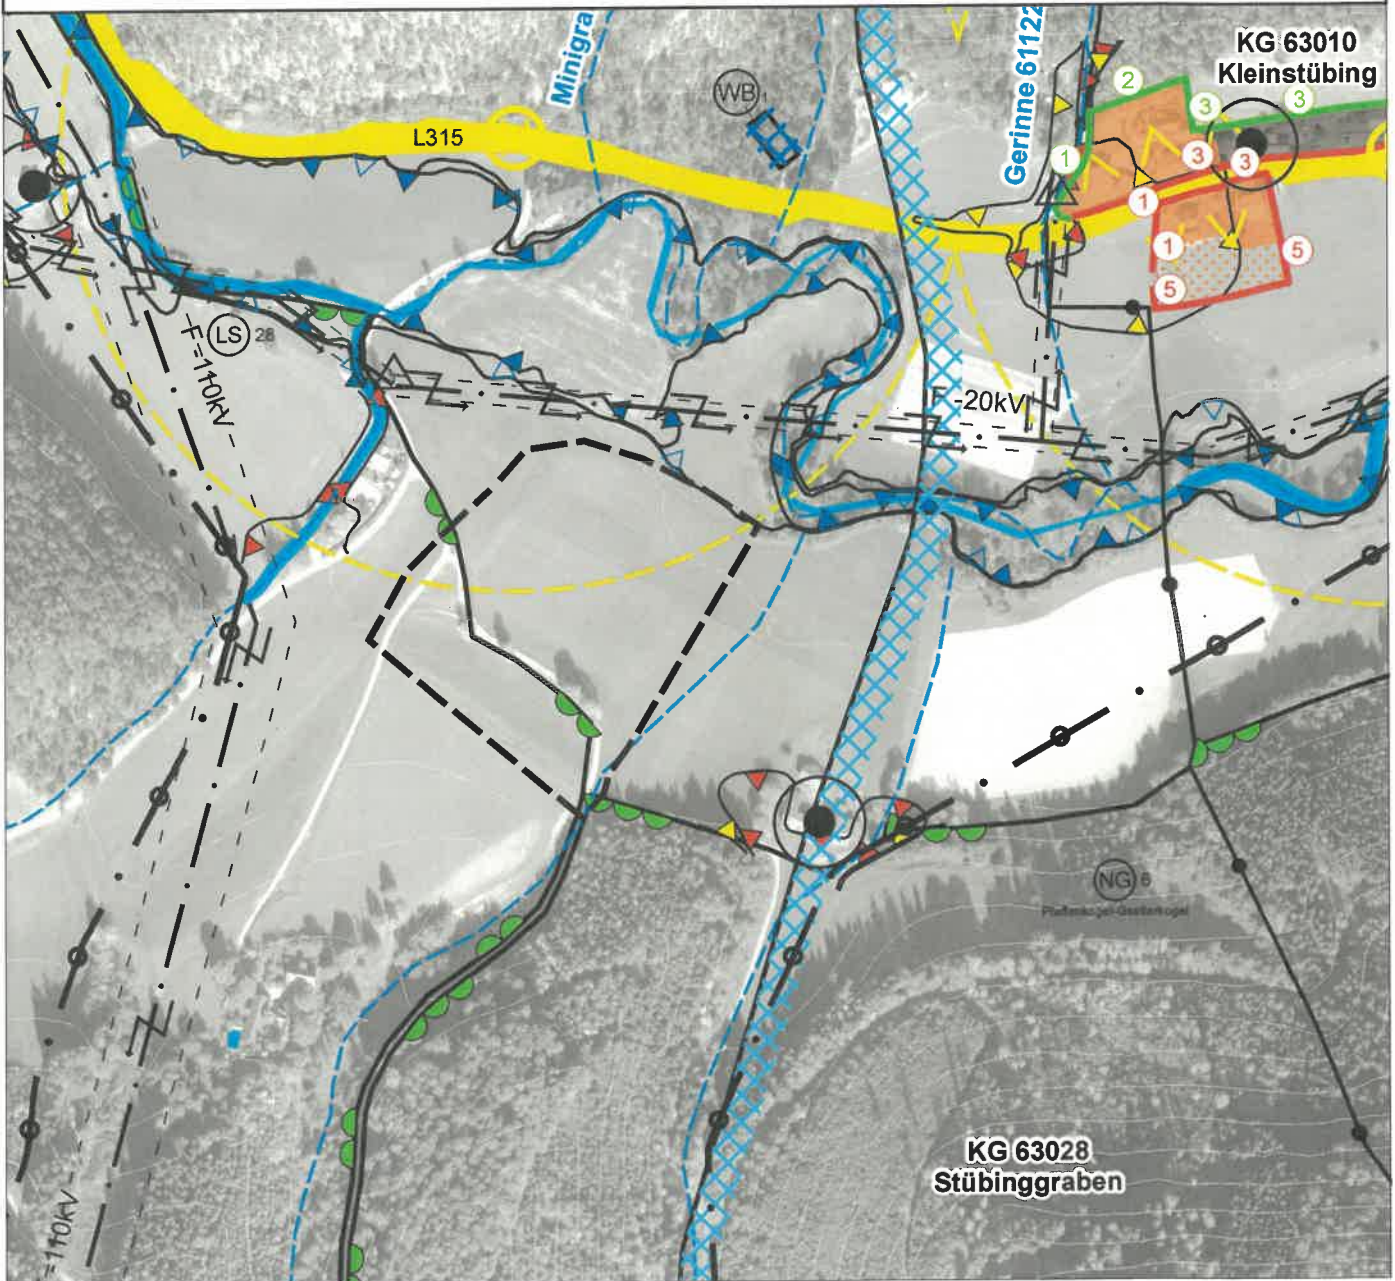 KG 63010
Kleinstübing
Minigra
Gerinne 61122
WB 1
2
3
3
L315
1
3
3
1
1
5
5
LS 28
F=110kV
F -20kV
NG 6
Pfaffenkogel-Gsollerkogel
KG 63028
Stübinggraben
=110kV